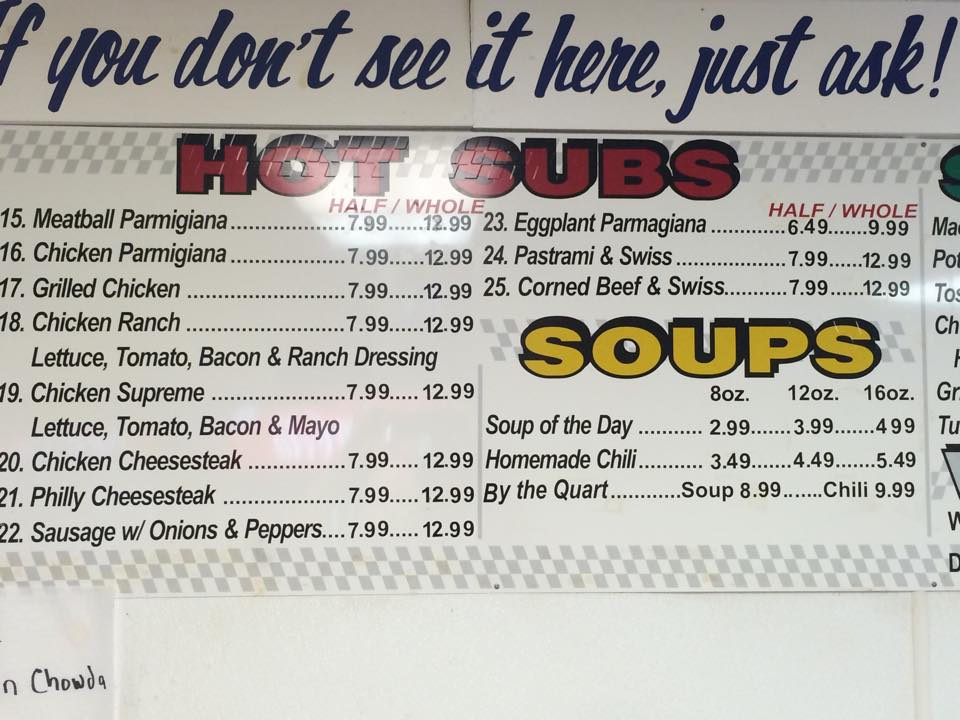 If you don't see it here, just ask!
HOT SUBS
HALF / WHOLE
15. Meatball Parmigiana..................7.99......12.99
16. Chicken Parmigiana ..................7.99.....12.99
17. Grilled Chicken .........................7.99......12.99
18. Chicken Ranch .........................7.99.....12.99
Lettuce, Tomato, Bacon & Ranch Dressing
19. Chicken Supreme .....................7.99..... 12.99
Lettuce, Tomato, Bacon & Mayo
20. Chicken Cheesesteak ...............7.99..... 12.99
21. Philly Cheesesteak ...................7.99..... 12.99
22. Sausage w/ Onions & Peppers....7.99..... 12.99
HALF / WHOLE
23. Eggplant Parmagiana .............6.49......9.99
24. Pastrami & Swiss ...................7.99.....12.99
25. Corned Beef & Swiss...........7.99.....12.99
SOUPS
8oz. 12oz. 16oz.
Soup of the Day ........... 2.99.......3.99.......4 99
Homemade Chili........... 3.49.......4.49.......5.49
By the Quart............Soup 8.99.......Chili 9.99
Chowda